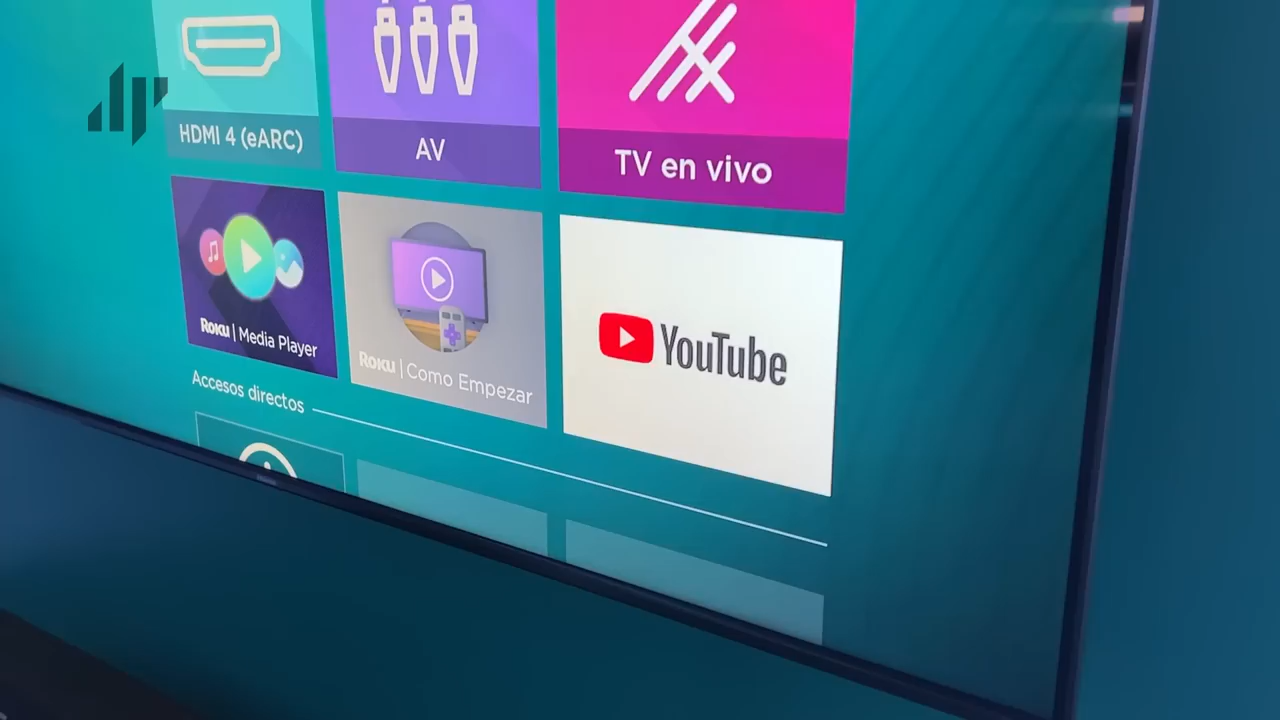 HDMI 4 (eARC)
AV
TV en vivo
Roku | Media Player
Roku | Como Empezar
YouTube
Accesos directos